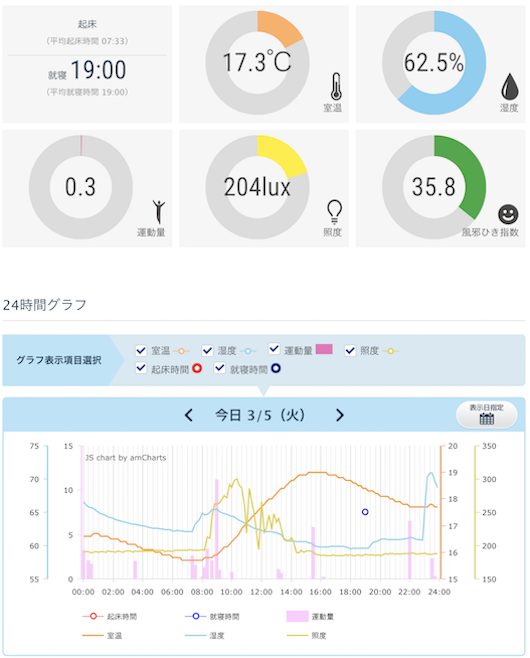 起床
（平均起床時間 07:33）
就寝 19:00
（平均就寝時間 19:00）
17.3℃
室温
62.5%
湿度
0.3
運動量
204lux
照度
35.8
風邪ひき指数
24時間グラフ
グラフ表示項目選択
室温 湿度 運動量 照度
起床時間 就寝時間
今日 3/5（火）
表示日指定
JS chart by amCharts
75 15 20 350
70 10 19 300
65 18 250
60 5 17 200
55 0 16 150
15
00:00 02:00 04:00 06:00 08:00 10:00 12:00 14:00 16:00 18:00 20:00 22:00 24:00
起床時間 就寝時間 運動量
室温 湿度 照度